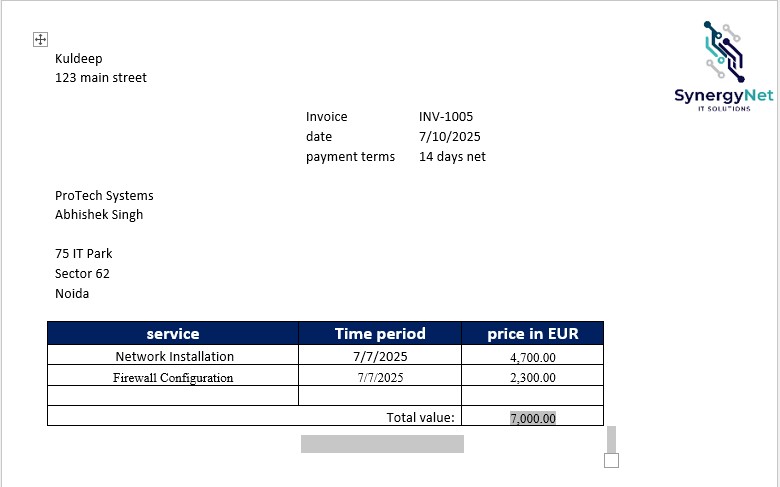 Kuldeep
123 main street
SynergyNet
IT SOLUTIONS
Invoice INV-1005
date 7/10/2025
payment terms 14 days net
ProTech Systems
Abhishek Singh
75 IT Park
Sector 62
Noida
service Time period price in EUR
Network Installation 7/7/2025 4,700.00
Firewall Configuration 7/7/2025 2,300.00
Total value: 7,000.00